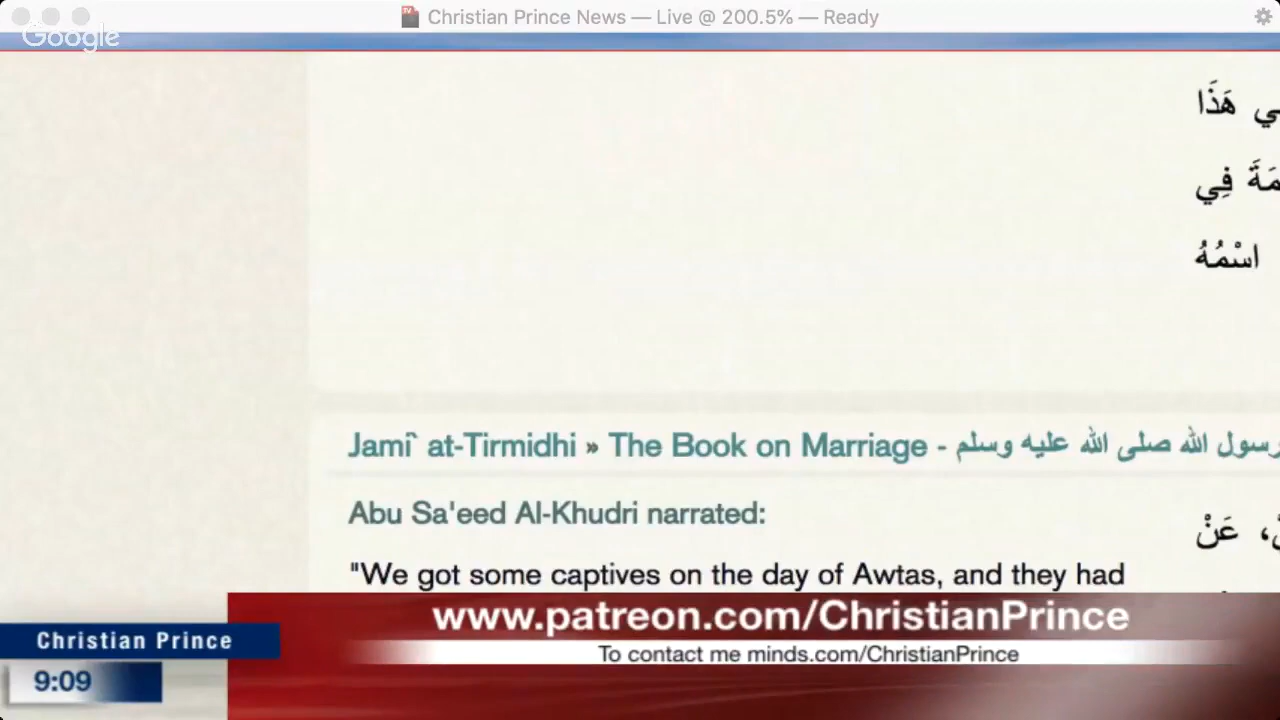 Christian Prince News — Live @ 200.5% — Ready
Google
هَذَا
فِي
اسْمُهُ
Jami` at-Tirmidhi » The Book on Marriage - رسول الله صلى الله عليه وسلم
Abu Sa'eed Al-Khudri narrated:
عَنْ
"We got some captives on the day of Awtas, and they had
www.patreon.com/ChristianPrince
Christian Prince
To contact me minds.com/ChristianPrince
9:09